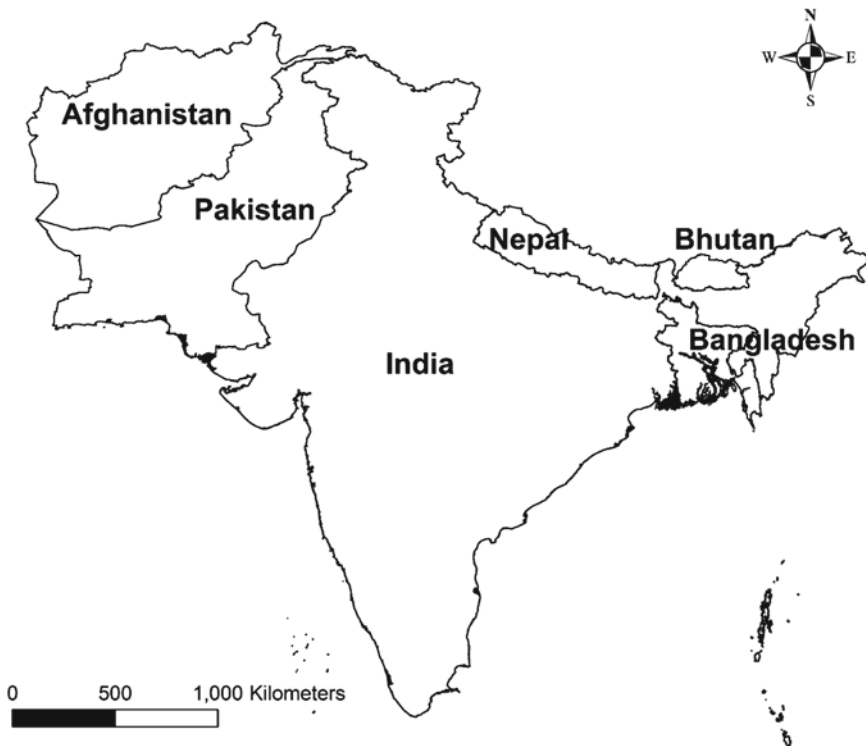 N
W E
S
Afghanistan
Pakistan
Nepal
Bhutan
Bangladesh
India
0 500 1,000 Kilometers